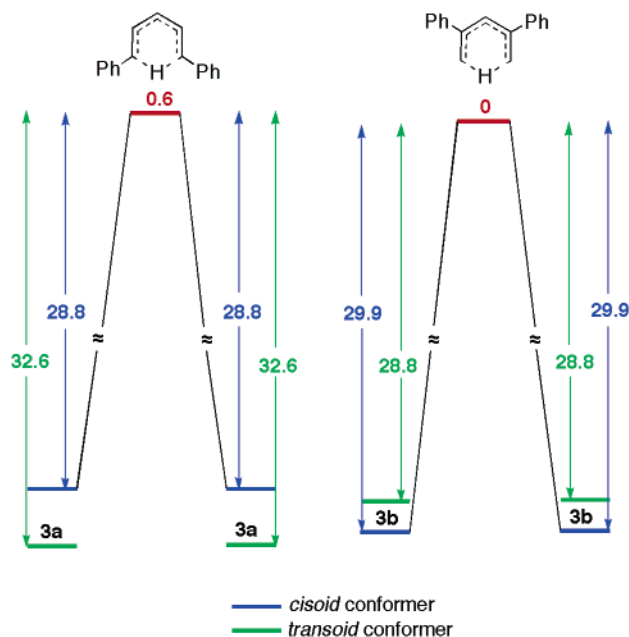 Ph H Ph
Ph Ph
H
0.6
0
28.8 28.8
29.9 29.9
≈ ≈ ≈ ≈
32.6 32.6
28.8 28.8
3a 3a
3b 3b
cisoid conformer
transoid conformer